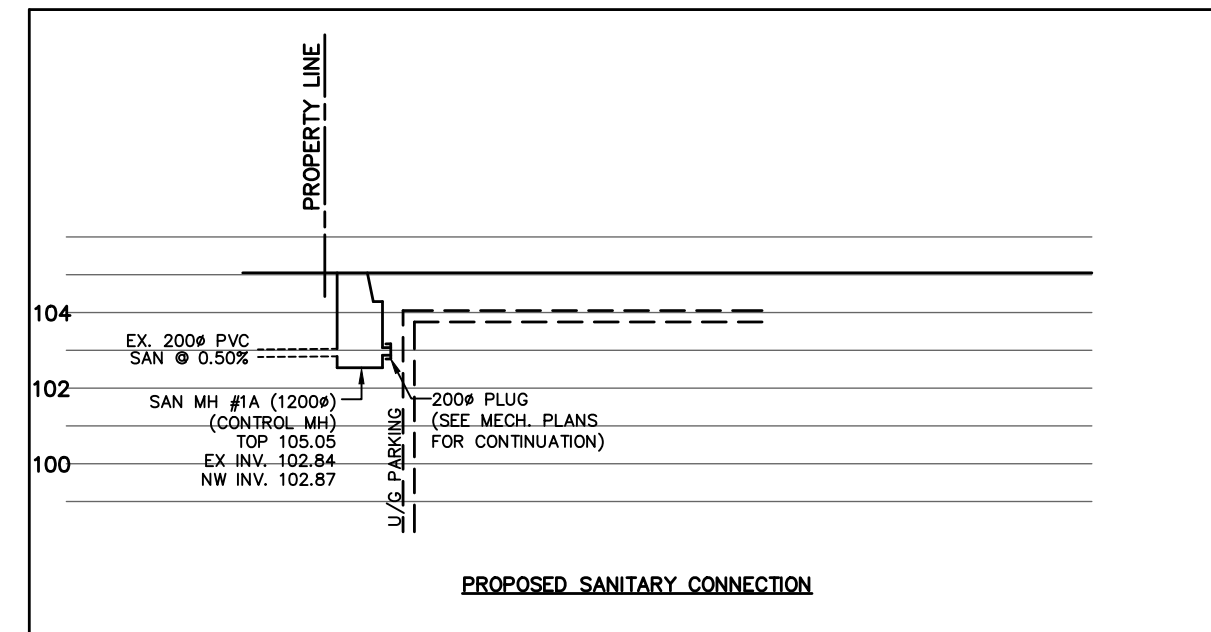 PROPERTY LINE
104
EX. 200ø PVC
SAN @ 0.50%
102
SAN MH #1A (1200ø)
(CONTROL MH)
TOP 105.05
EX INV. 102.84
NW INV. 102.87
200ø PLUG
(SEE MECH. PLANS
FOR CONTINUATION)
U/G PARKING
100
PROPOSED SANITARY CONNECTION